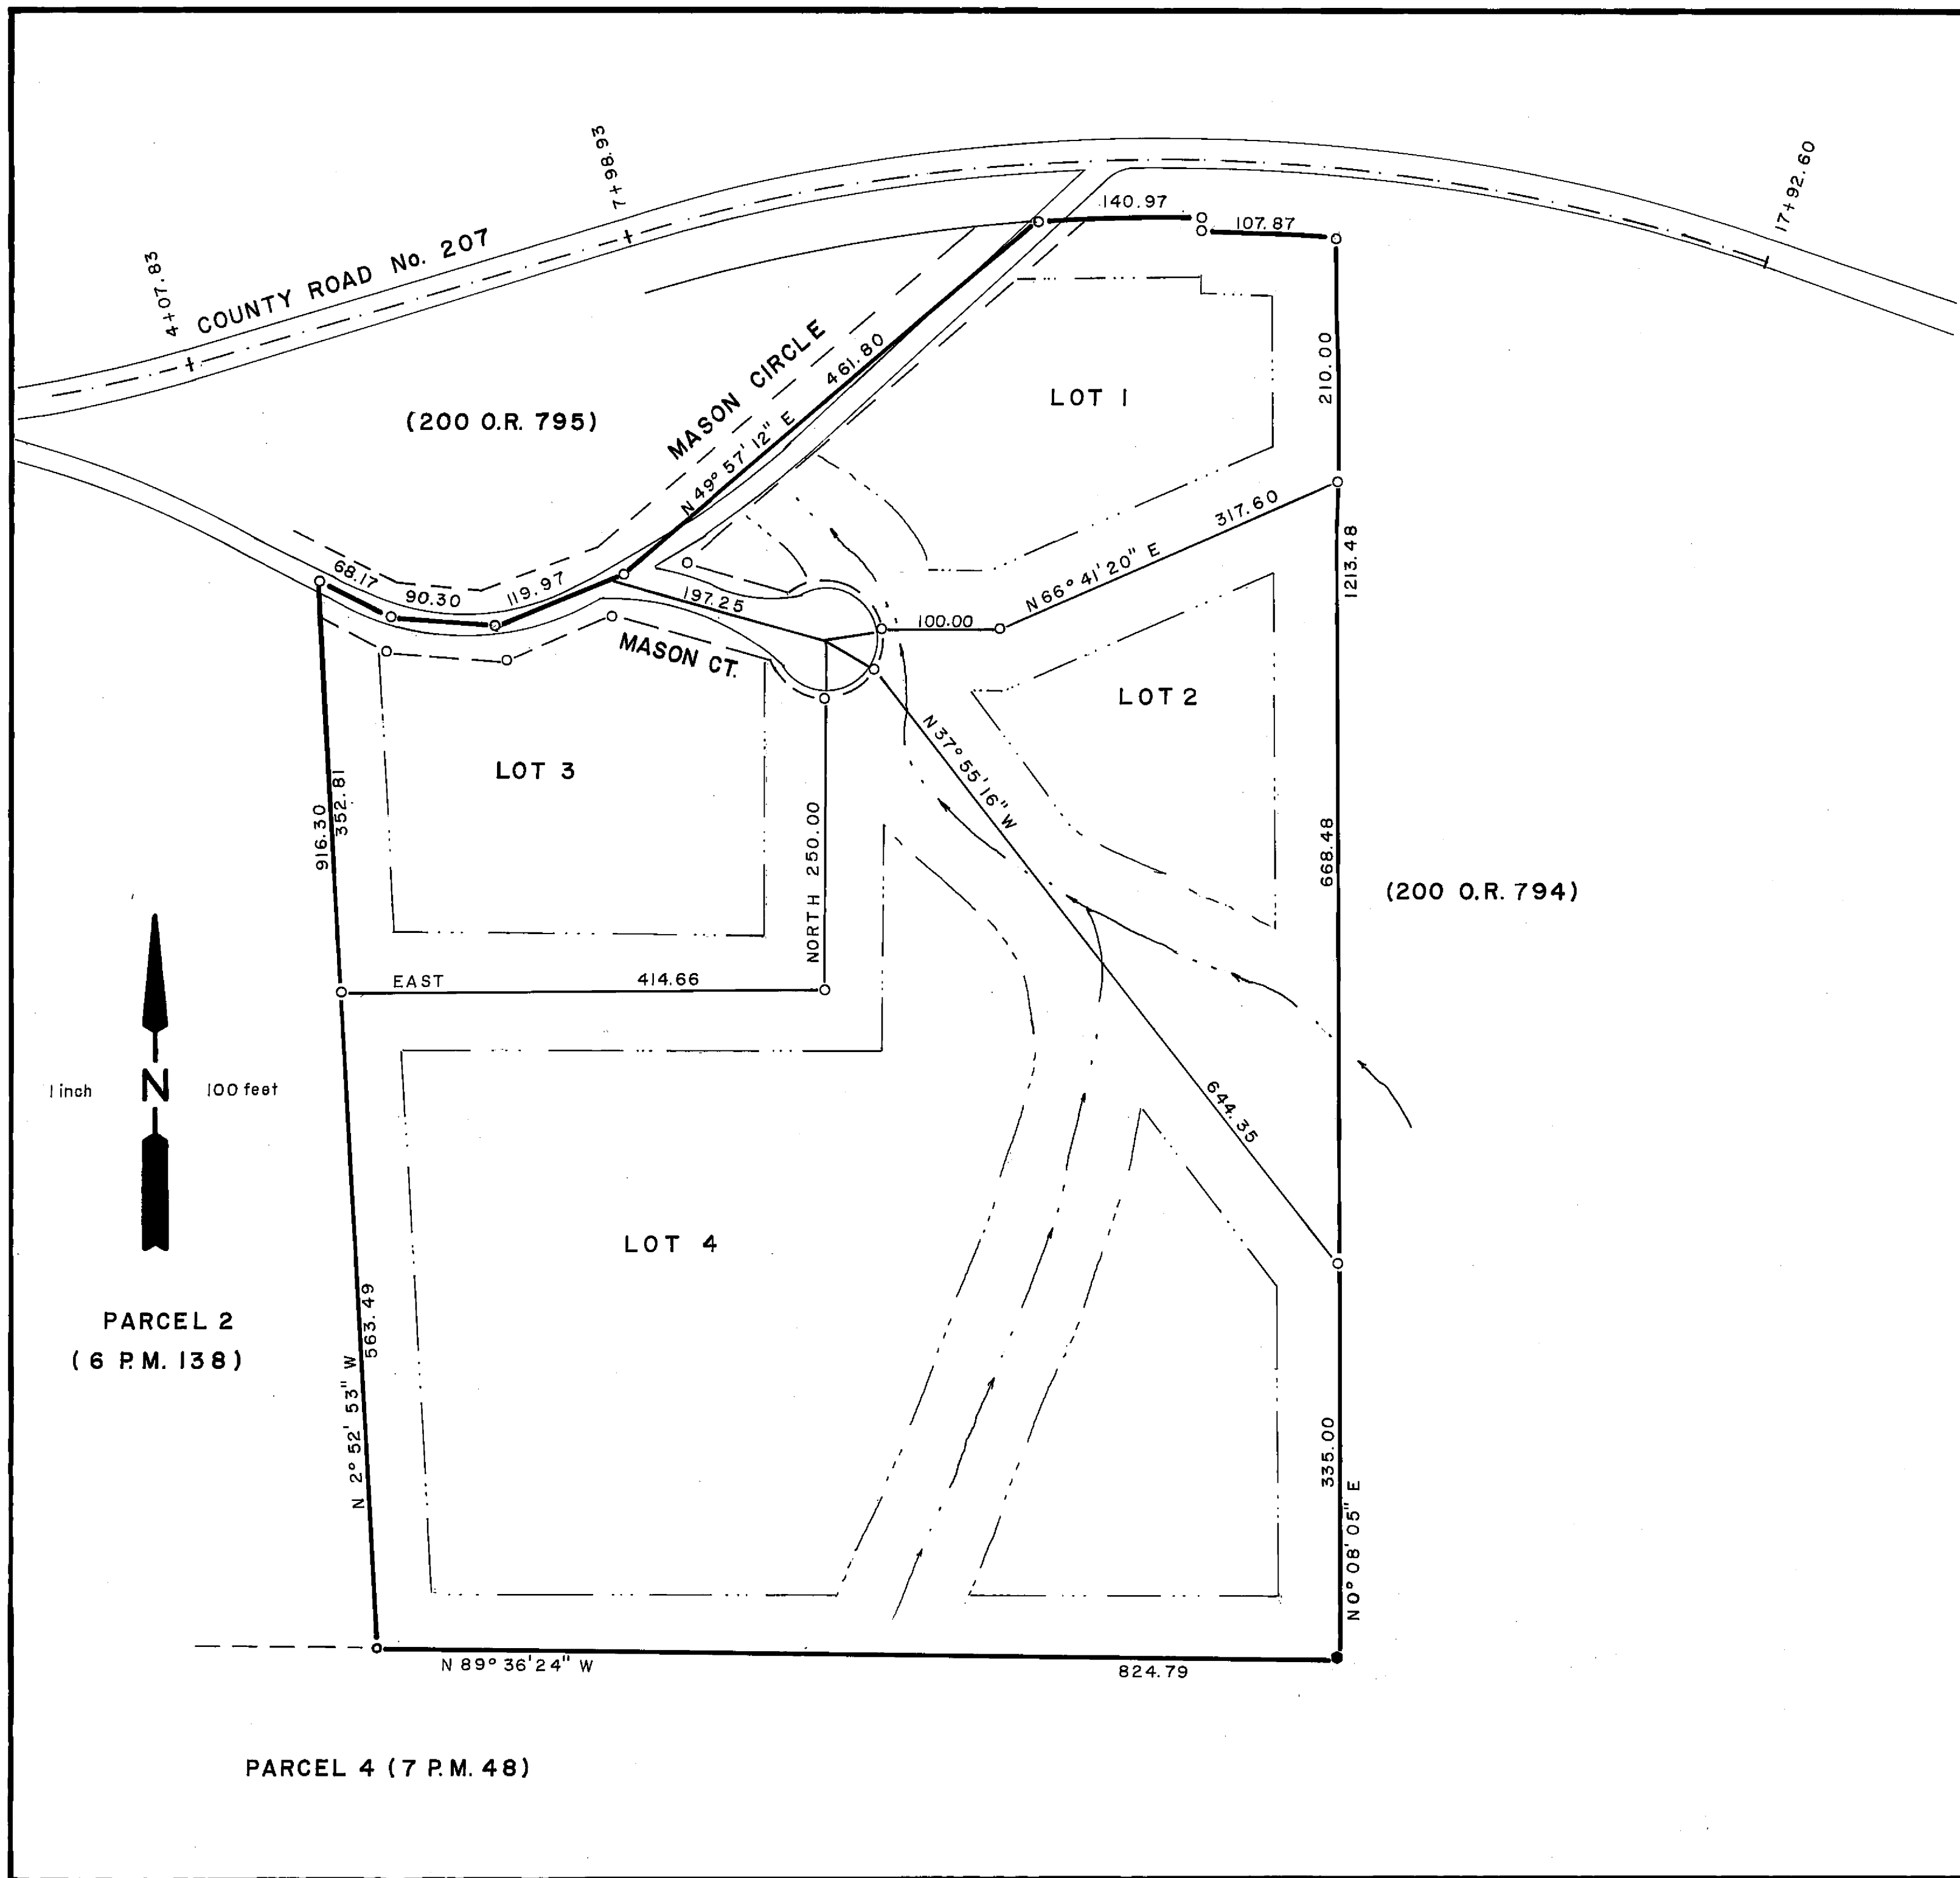 17+92.60
7+98.93
140.97
107.87
COUNTY ROAD No. 207
4+07.83
MASON CIRCLE
461.80
N 49° 57' 12" E
210.00
LOT 1
(200 O.R. 795)
317.60
N 66° 41' 20" E
1213.48
68.17
90.30
119.97
197.25
100.00
MASON CT.
LOT 2
N 37° 55' 16" W
LOT 3
916.30
352.81
NORTH 250.00
668.48
(200 O.R. 794)
EAST 414.66
1 inch N 100 feet
644.35
LOT 4
PARCEL 2
(6 P.M. 138)
563.49
N 2° 52' 53" W
335.00
N 0° 08' 05" E
N 89° 36' 24" W
824.79
PARCEL 4 (7 P.M. 48)